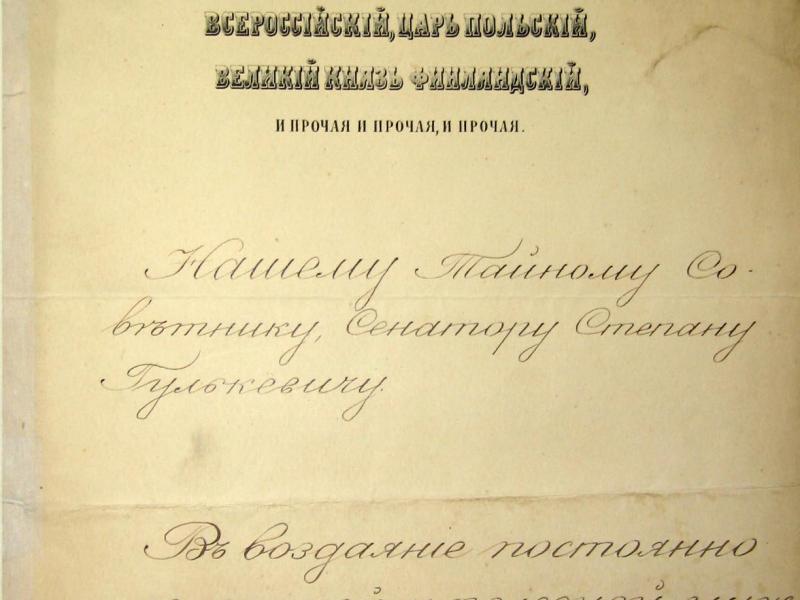 ВСЕРОССІЙСКІЙ, ЦАРЬ ПОЛЬСКІЙ,
ВЕЛИКІЙ КНЯЗЬ ФИНЛЯНДСКІЙ,
И ПРОЧАЯ И ПРОЧАЯ, И ПРОЧАЯ.
Нашему Тайному Со-
вѣтнику, Сенатору Степану
Гулькевичу.
Въ воздаяніе постоянно